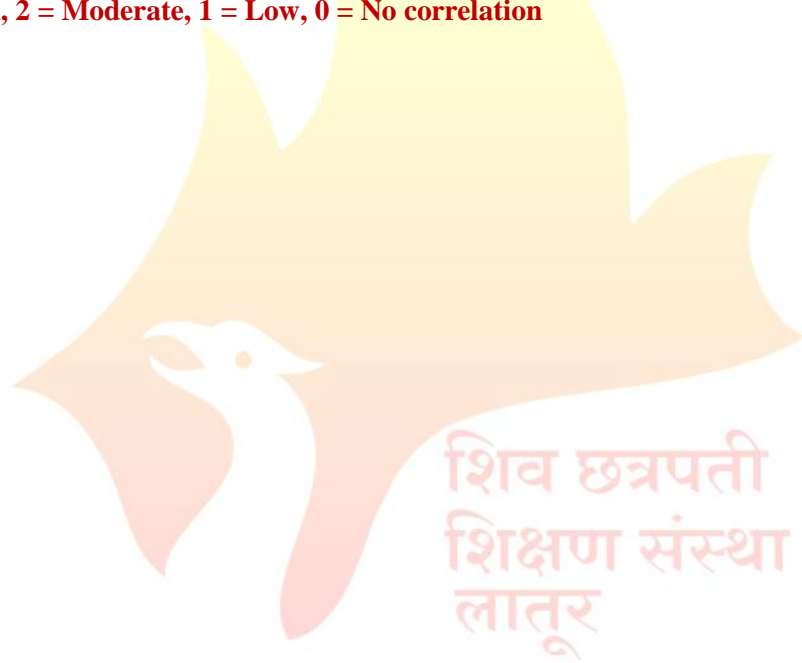 , 2 = Moderate, 1 = Low, 0 = No correlation
शिव छत्रपती
शिक्षण संस्था
लातूर